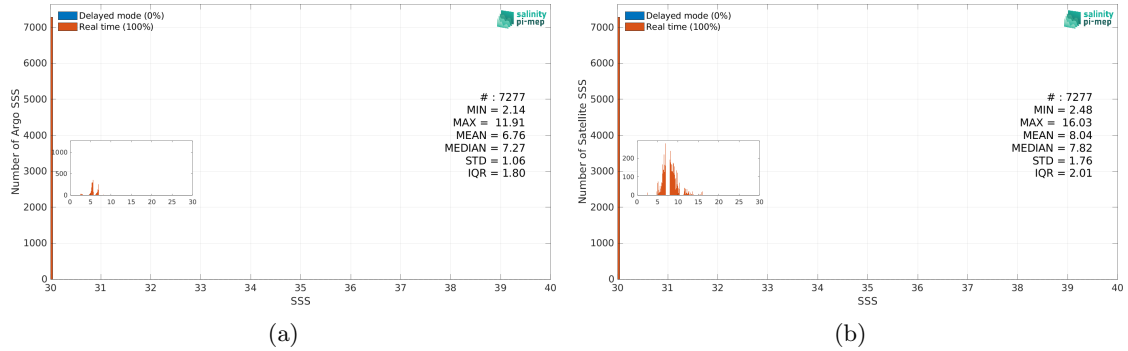 Delayed mode (0%)
Real time (100%)
salinity
pi-mep
Number of Argo SSS
7000
6000
5000
4000
3000
2000
1000
0
# : 7277
MIN = 2.14
MAX = 11.91
MEAN = 6.76
MEDIAN = 7.27
STD = 1.06
IQR = 1.80
1000
500
0
0 5 10 15 20 25 30
30 31 32 33 34 35 36 37 38 39 40
SSS
(a)
Delayed mode (0%)
Real time (100%)
salinity
pi-mep
Number of Satellite SSS
7000
6000
5000
4000
3000
2000
1000
0
# : 7277
MIN = 2.48
MAX = 16.03
MEAN = 8.04
MEDIAN = 7.82
STD = 1.76
IQR = 2.01
200
100
0
0 5 10 15 20 25 30
30 31 32 33 34 35 36 37 38 39 40
SSS
(b)